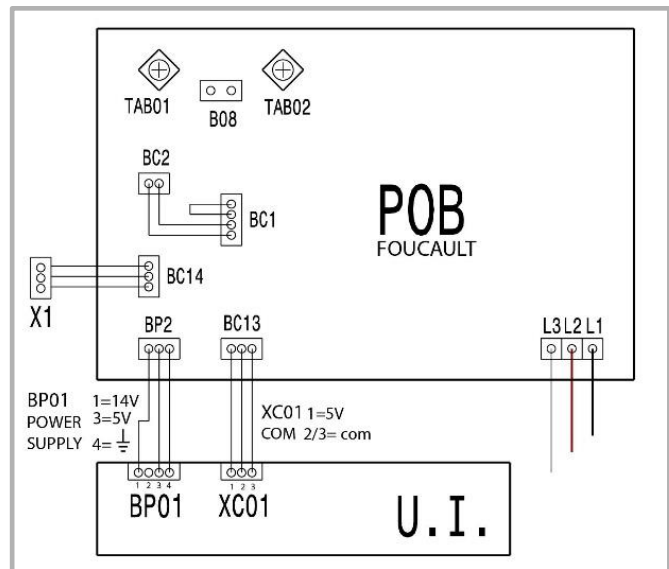 TAB01
B08
TAB02
BC2
BC1
POB
FOUCAULT
BC14
X1
BP2
BC13
L3 L2 L1
BP01 1=14V
POWER 3=5V
SUPPLY 4=
XC01 1=5V
COM 2/3= com
1 2 3 4
1 2 3
BP01
XC01
U.I.